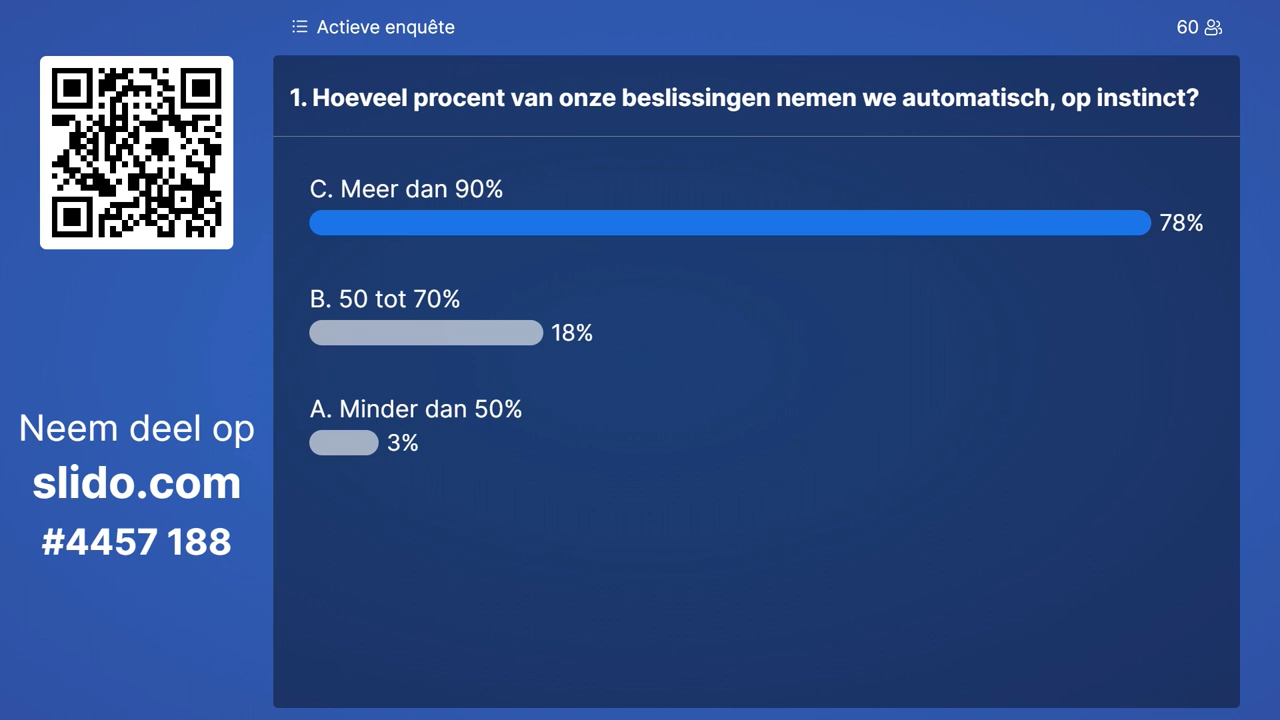 Actieve enquête
60
1. Hoeveel procent van onze beslissingen nemen we automatisch, op instinct?
C. Meer dan 90%
78%
B. 50 tot 70%
18%
A. Minder dan 50%
3%
Neem deel op
slido.com
#4457 188